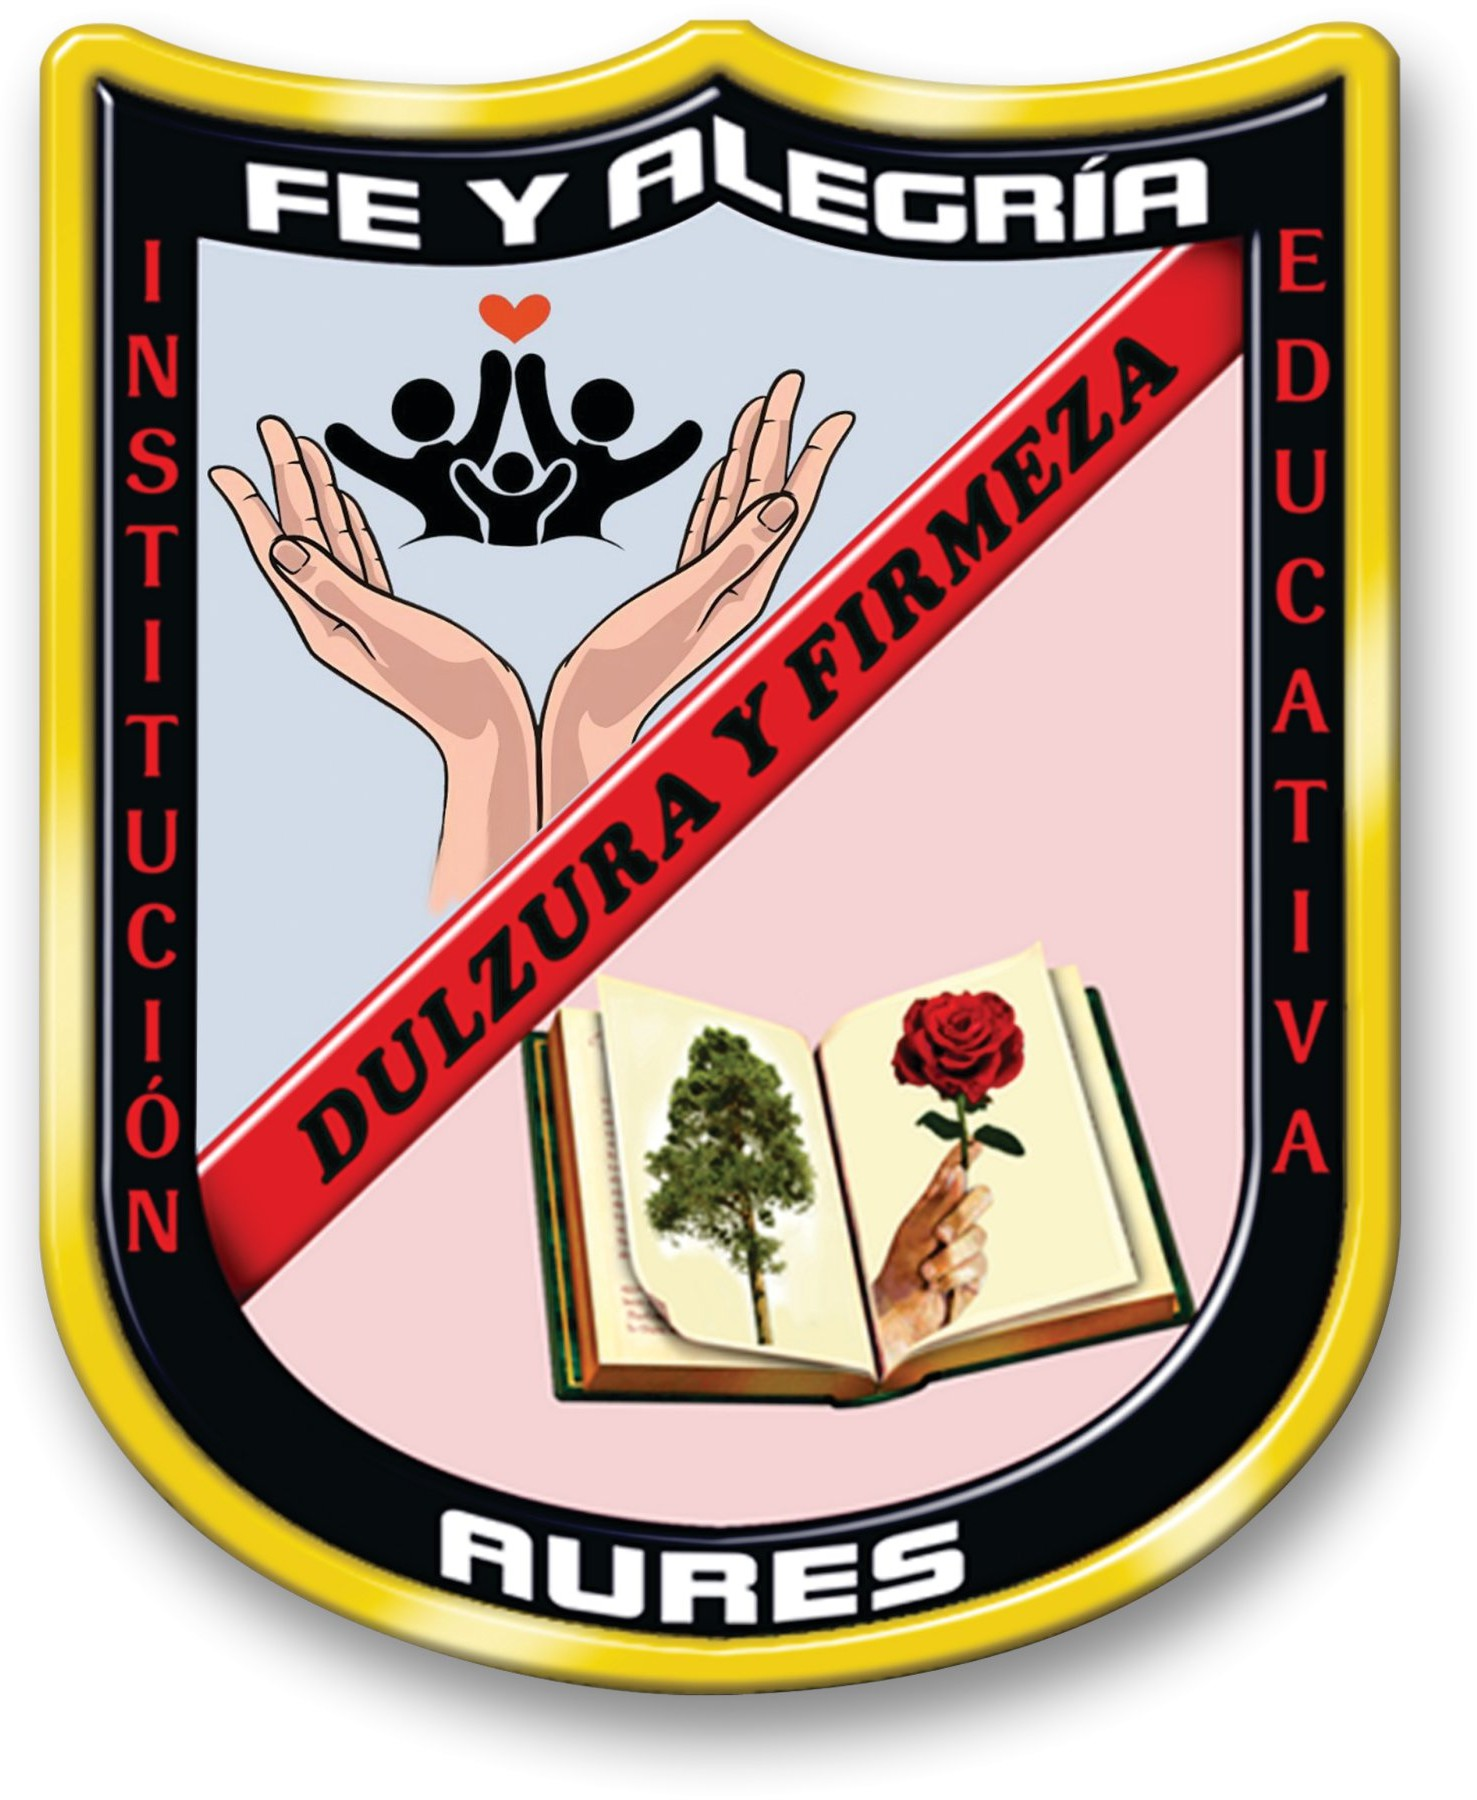 FE Y ALEGRÍA
INSTITUCIÓN
EDUCATIVA
DULZURA Y FIRMEZA
AURES